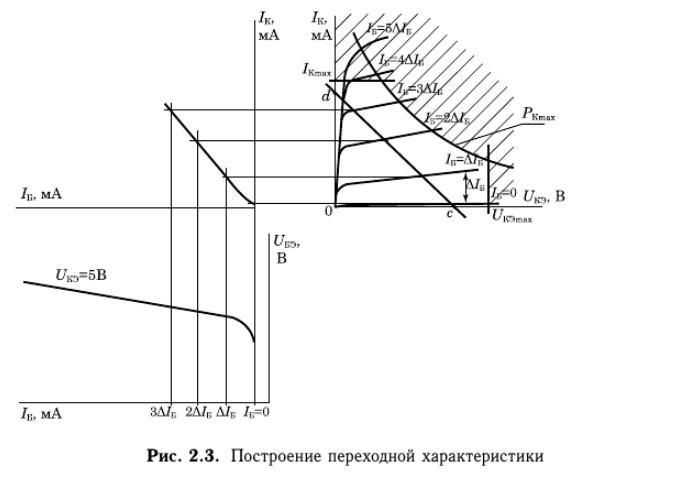 I_К, мА
I_К, мА
I_Б=5ΔI_Б
I_Б=4ΔI_Б
I_Кmax
I_Б=3ΔI_Б
d
I_Б=2ΔI_Б
P_Кmax
I_Б=ΔI_Б
ΔI_Б
I_Б=0
I_Б, мА
U_КЭ, В
0
c
U_КЭmax
U_БЭ, В
U_КЭ=5В
I_Б, мА
3ΔI_Б 2ΔI_Б ΔI_Б I_Б=0
Рис. 2.3. Построение переходной характеристики